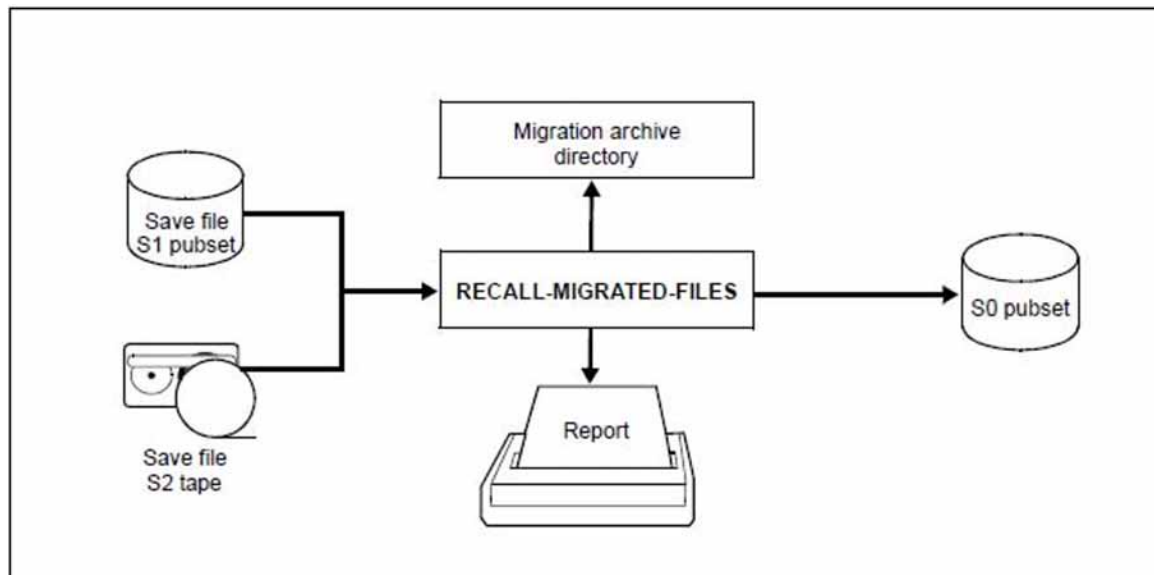 Migration archive
directory
Save file
S1 pubset
RECALL-MIGRATED-FILES
S0 pubset
Report
Save file
S2 tape